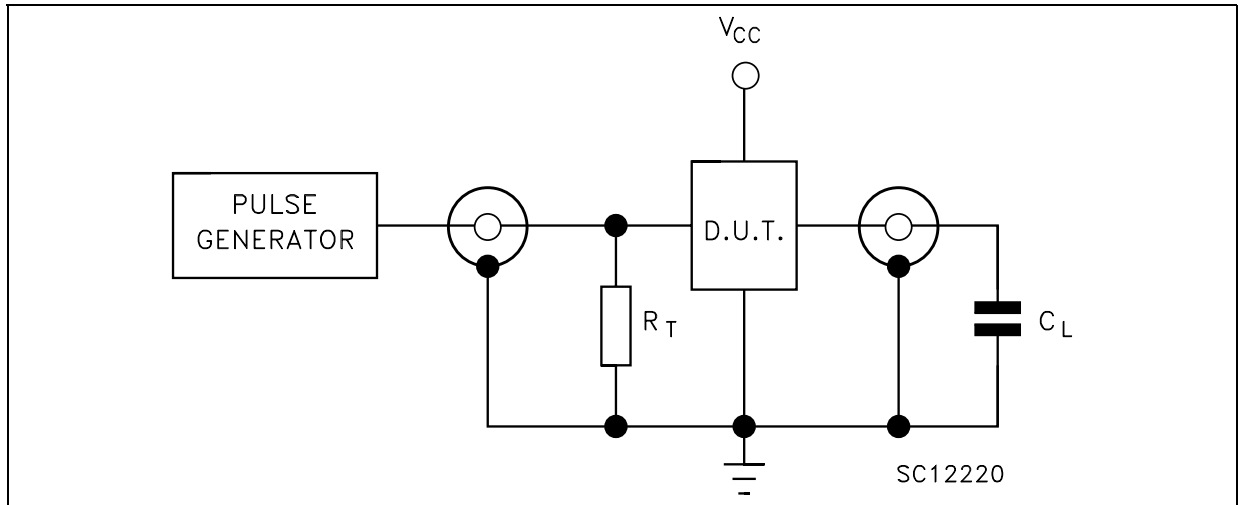 VCC
PULSE
GENERATOR
D.U.T.
RT
CL
SC12220